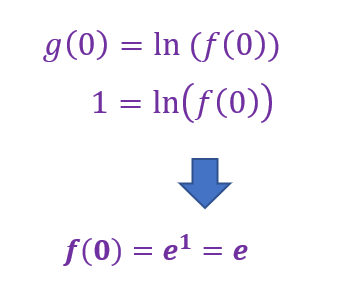 g(0) = ln (f(0))
1 = ln(f(0))
f(0) = e¹ = e